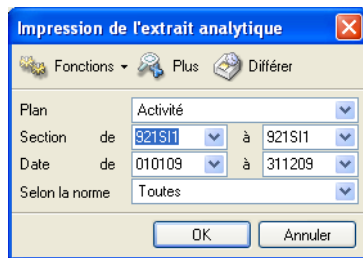 Impression de l'extrait analytique
Fonctions Plus Différer
Plan Activité
Section de 921SI1 à 921SI1
Date de 010109 à 311209
Selon la norme Toutes
OK Annuler